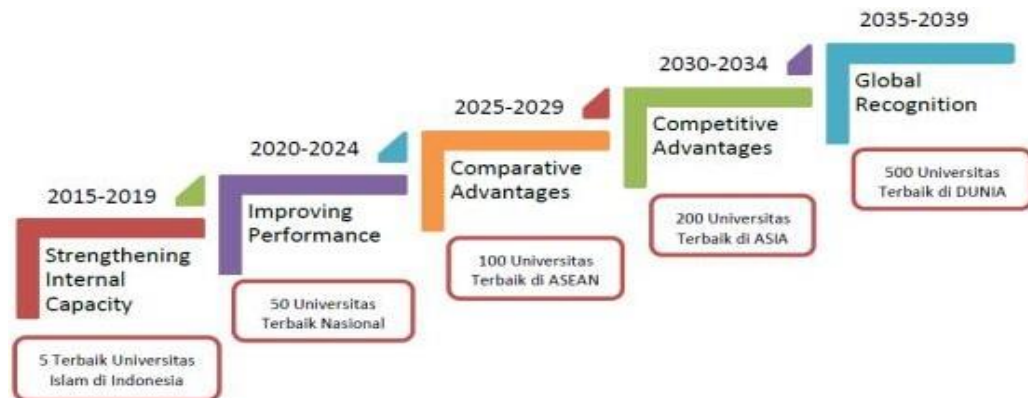 2015-2019
Strengthening
Internal
Capacity
5 Terbaik Universitas
Islam di Indonesia
2020-2024
Improving
Performance
50 Universitas
Terbaik Nasional
2025-2029
Comparative
Advantages
100 Universitas
Terbaik di ASEAN
2030-2034
Competitive
Advantages
200 Universitas
Terbaik di ASIA
2035-2039
Global
Recognition
500 Universitas
Terbaik di DUNIA